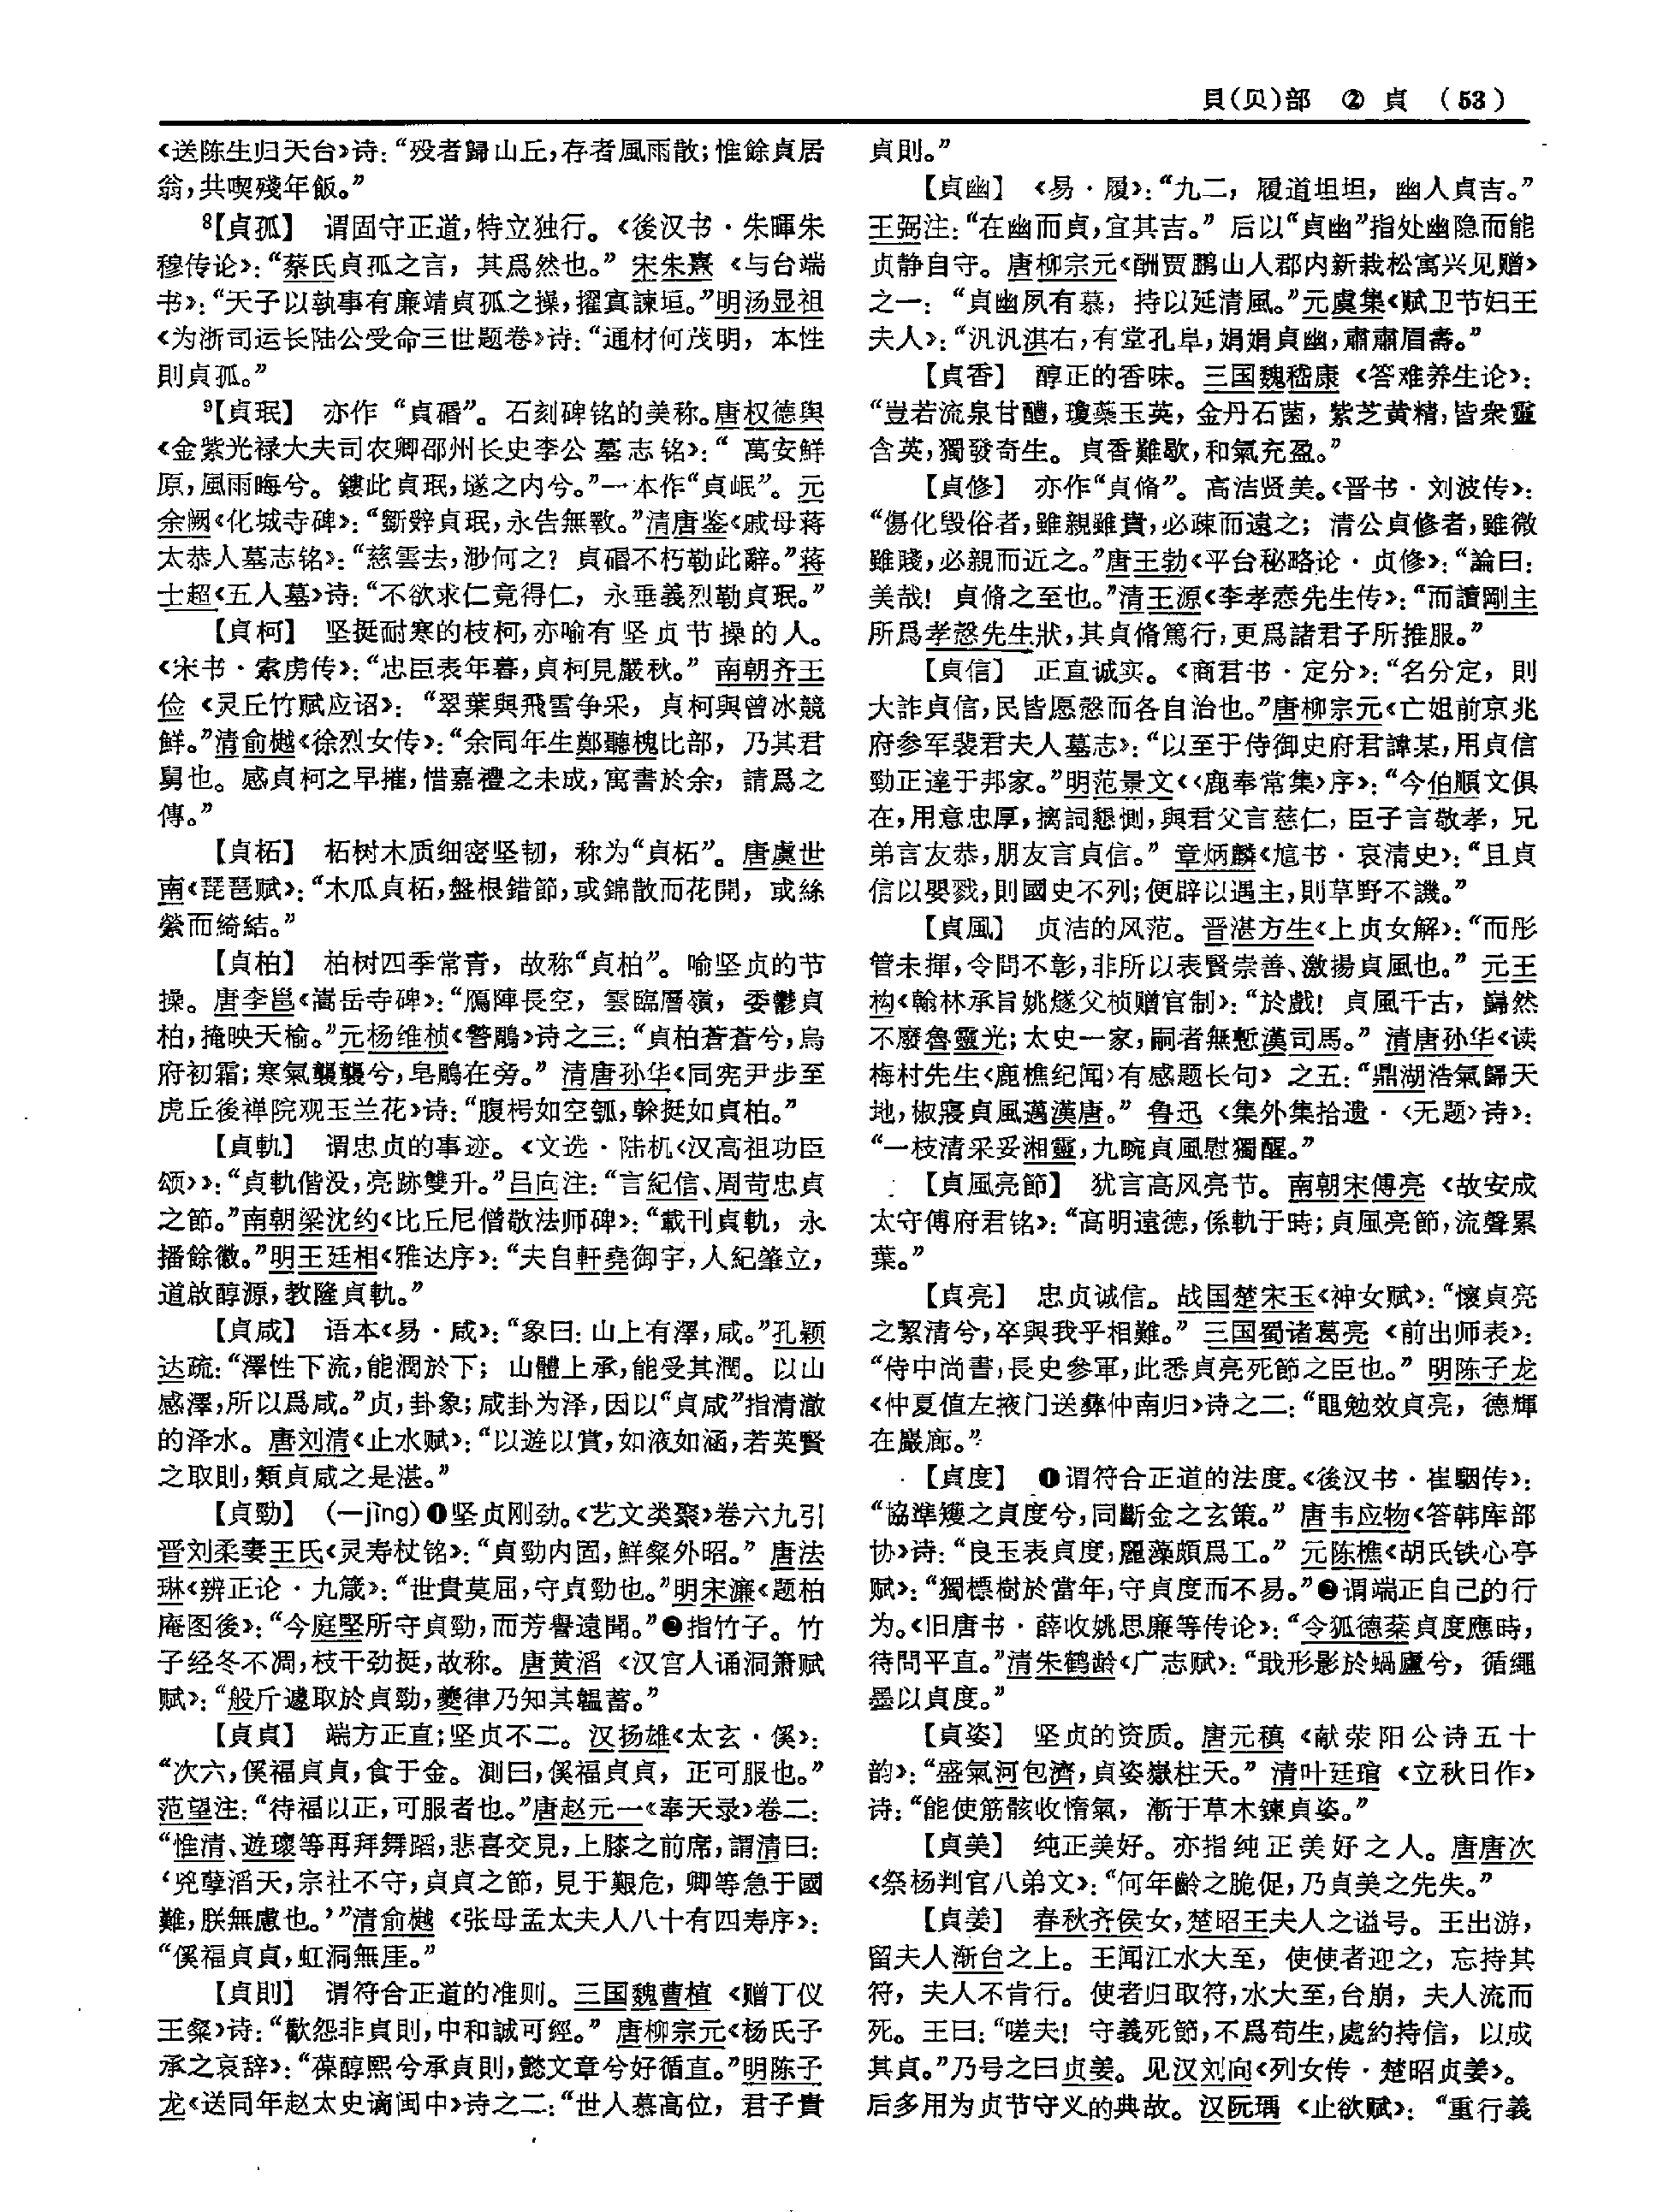 貝(贝)部 ② 貞 (53)
《送陈生归天台》诗：“殁者歸山丘，存者風雨散；惟餘貞居
翁，共喫殘年飯。”
8【貞孤】 谓固守正道，特立独行。《後汉书·朱暉朱
穆传论》：“蔡氏貞孤之言，其爲然也。” 宋朱熹《与台端
书》：“天子以執事有廉靖貞孤之操，擢寘諫垣。”明汤显祖
《为浙司运长陆公受命三世题卷》诗：“通材何茂明，本性
則貞孤。”
9【貞珉】 亦作“貞碈”。石刻碑铭的美称。唐权德舆
《金紫光禄大夫司农卿邵州长史李公墓志铭》：“萬安鮮
原，風雨晦兮。鏤此貞珉，墜之内兮。”一本作“貞岷”。元
余阙《化城寺碑》：“斵辭貞珉，永告無斁。”清唐鉴《戚母蒋
太恭人墓志铭》：“慈雲去，渺何之？貞碈不朽勒此辭。”蒋
士超《五人墓》诗：“不欲求仁竟得仁，永垂義烈勒貞珉。”
【貞柯】 坚挺耐寒的枝柯，亦喻有坚贞节操的人。
《宋书·索虏传》：“忠臣表年暮，貞柯見嚴秋。” 南朝齐王
俭《灵丘竹赋应诏》：“翠葉與飛雪争采，貞柯與曾冰競
鮮。”清俞樾《徐烈女传》：“余同年生鄭聽槐比部，乃其君
舅也。感貞柯之早摧，惜嘉禮之未成，寓書於余，請爲之
傳。”
【貞柘】 柘树木质细密坚韧，称为“貞柘”。唐虞世
南《琵琶赋》：“木瓜貞柘，盤根錯節，或錦散而花開，或絲
縈而綺結。”
【貞柏】 柏树四季常青，故称“貞柏”。喻坚贞的节
操。唐李邕《嵩岳寺碑》：“鴈陣長空，雲臨層嶺，委鬱貞
柏，掩映天榆。”元杨维桢《警鵰》诗之三：“貞柏蒼蒼兮，烏
府初霜；寒氣襲襲兮，皂鵰在旁。” 清唐孙华《同宪尹步至
虎丘後禅院观玉兰花》诗：“腹枵如空瓠，榦挺如貞柏。”
【貞軌】 谓忠贞的事迹。《文选·陆机〈汉高祖功臣
颂〉》：“貞軌偕没，亮跡雙升。”吕向注：“言紀信、周苛忠貞
之節。”南朝梁沈约《比丘尼僧敬法师碑》：“載刊貞軌，永
播餘徽。”明王廷相《雅达序》：“夫自軒堯御宇，人紀肇立，
道啟醇源，教隆貞軌。”
【貞咸】 语本《易·咸》：“象曰：山上有澤，咸。”孔颖
达疏：“澤性下流，能潤於下；山體上承，能受其潤。以山
感澤，所以爲咸。”贞，卦象；咸卦为泽，因以“貞咸”指清澈
的泽水。唐刘清《止水赋》：“以遊以賞，如液如涵，若英賢
之取則，類貞咸之是湛。”
【貞勁】 (—jìng)❶坚贞刚劲。《艺文类聚》卷六九引
晋刘柔妻王氏《灵寿杖铭》：“貞勁内固，鮮粲外昭。” 唐法
琳《辨正论·九箴》：“世貴莫屈，守貞勁也。”明宋濂《题柏
庵图後》：“今庭堅所守貞勁，而芳譽遠聞。”❷指竹子。竹
子经冬不凋，枝干劲挺，故称。唐黄滔《汉宫人诵洞箫赋
赋》：“般斤遽取於貞勁，夔律乃知其韞蓄。”
【貞貞】 端方正直；坚贞不二。汉扬雄《太玄·傒》：
“次六，傒福貞貞，食于金。測曰，傒福貞貞，正可服也。”
范望注：“待福以正，可服者也。”唐赵元一《奉天录》卷二：
“惟清、遊瓌等再拜舞蹈，悲喜交見，上膝之前席，謂清曰：
‘兇孽滔天，宗社不守，貞貞之節，見于艱危，卿等急于國
難，朕無慮也。’”清俞樾《张母孟太夫人八十有四寿序》：
“傒福貞貞，虹洞無厓。”
【貞則】 谓符合正道的准则。三国魏曹植《赠丁仪
王粲》诗：“歡怨非貞則，中和誠可經。” 唐柳宗元《杨氏子
承之哀辞》：“葆醇熙兮承貞則，懿文章兮好循直。”明陈子
龙《送同年赵太史谪闽中》诗之二：“世人慕高位，君子貴
貞則。”
【貞幽】 《易·履》：“九二，履道坦坦，幽人貞吉。”
王弼注：“在幽而貞，宜其吉。” 后以“貞幽”指处幽隐而能
贞静自守。唐柳宗元《酬贾鹏山人郡内新栽松寓兴见赠》
之一：“貞幽夙有慕，持以延清風。”元虞集《赋卫节妇王
夫人》：“汎汎淇右，有堂孔阜，娟娟貞幽，肅肅眉壽。”
【貞香】 醇正的香味。三国魏嵇康《答难养生论》：
“豈若流泉甘醴，瓊蘂玉英，金丹石菌，紫芝黄精，皆衆靈
含英，獨發奇生。貞香難歇，和氣充盈。”
【貞修】 亦作“貞脩”。高洁贤美。《晋书·刘波传》：
“傷化毁俗者，雖親雖貴，必疎而遠之；清公貞修者，雖微
雖賤，必親而近之。”唐王勃《平台秘略论·贞修》：“論曰：
美哉！貞脩之至也。”清王源《李孝悫先生传》：“而讀剛主
所爲孝慤先生狀，其貞脩篤行，更爲諸君子所推服。”
【貞信】 正直诚实。《商君书·定分》：“名分定，則
大詐貞信，民皆愿慤而各自治也。”唐柳宗元《亡姐前京兆
府参军裴君夫人墓志》：“以至于侍御史府君諱某，用貞信
勁正達于邦家。”明范景文《〈鹿奉常集〉序》：“今伯順文俱
在，用意忠厚，摛詞懇惻，與君父言慈仁，臣子言敬孝，兄
弟言友恭，朋友言貞信。” 章炳麟《訄书·哀清史》：“且貞
信以嬰戮，則國史不列；便辟以遇主，則草野不譏。”
【貞風】 贞洁的风范。晋湛方生《上贞女解》：“而彤
管未揮，令問不彰，非所以表賢崇善、激揚貞風也。” 元王
构《翰林承旨姚燧父桢赠官制》：“於戲！貞風千古，巋然
不廢魯靈光；太史一家，嗣者無慙漢司馬。” 清唐孙华《读
梅村先生〈鹿樵纪闻〉有感题长句》之五：“鼎湖浩氣歸天
地，椒寢貞風邁漢唐。” 鲁迅《集外集拾遗·〈无题〉诗》：
“一枝清采妥湘靈，九畹貞風慰獨醒。”
【貞風亮節】 犹言高风亮节。南朝宋傅亮《故安成
太守傅府君铭》：“高明遠德，係軌于時；貞風亮節，流聲累
葉。”
【貞亮】 忠贞诚信。战国楚宋玉《神女赋》：“懷貞亮
之絜清兮，卒與我乎相難。” 三国蜀诸葛亮《前出师表》：
“侍中尚書，長史參軍，此悉貞亮死節之臣也。” 明陈子龙
《仲夏值左掖门送彝仲南归》诗之二：“黽勉效貞亮，德輝
在巖廊。”
【貞度】 ❶谓符合正道的法度。《後汉书·崔駰传》：
“協準矱之貞度兮，同斷金之玄策。” 唐韦应物《答韩库部
协》诗：“良玉表貞度，麗藻頗爲工。” 元陈樵《胡氏铁心亭
赋》：“獨標樹於當年，守貞度而不易。”❷谓端正自己的行
为。《旧唐书·薛收姚思廉等传论》：“令狐德棻貞度應時，
待問平直。”清朱鹤龄《广志赋》：“戢形影於蝸廬兮，循繩
墨以貞度。”
【貞姿】 坚贞的资质。唐元稹《献荥阳公诗五十
韵》：“盛氣河包濟，貞姿嶽柱天。” 清叶廷琯《立秋日作》
诗：“能使筋骸收惰氣，漸于草木鍊貞姿。”
【貞美】 纯正美好。亦指纯正美好之人。唐唐次
《祭杨判官八弟文》：“何年齡之脆促，乃貞美之先失。”
【貞姜】 春秋齐侯女，楚昭王夫人之谥号。王出游，
留夫人渐台之上。王闻江水大至，使使者迎之，忘持其
符，夫人不肯行。使者归取符，水大至，台崩，夫人流而
死。王曰：“嗟夫！守義死節，不爲苟生，處約持信，以成
其貞。”乃号之曰贞姜。见汉刘向《列女传·楚昭贞姜》。
后多用为贞节守义的典故。汉阮瑀《止欲赋》：“重行義